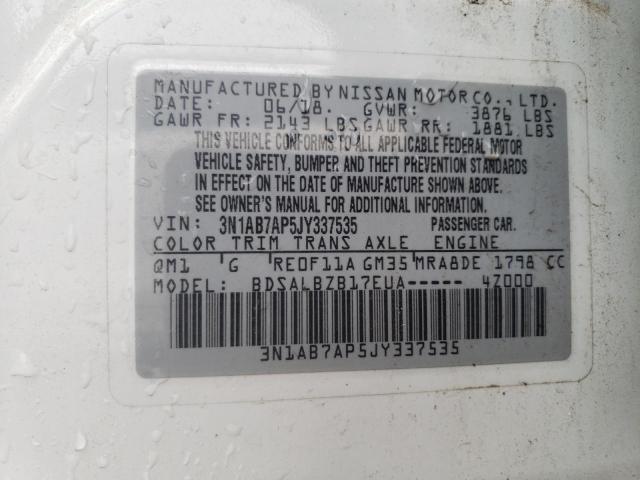 MANUFACTURED BY NISSAN MOTOR CO., LTD.
DATE: 06/18. GVWR: 3876 LBS
GAWR FR: 2143 LBS GAWR RR: 1881 LBS
THIS VEHICLE CONFORMS TO ALL APPLICABLE FEDERAL MOTOR
VEHICLE SAFETY, BUMPER, AND THEFT PREVENTION STANDARDS
IN EFFECT ON THE DATE OF MANUFACTURE SHOWN ABOVE.
SEE OWNER'S MANUAL FOR ADDITIONAL INFORMATION.
VIN: 3N1AB7AP5JY337535 PASSENGER CAR.
COLOR TRIM TRANS AXLE ENGINE
QM1 G RE0F11A GM35 MRA8DE 1798 CC
MODEL: BDSALBZB17EUA----- 4Z000
3N1AB7AP5JY337535